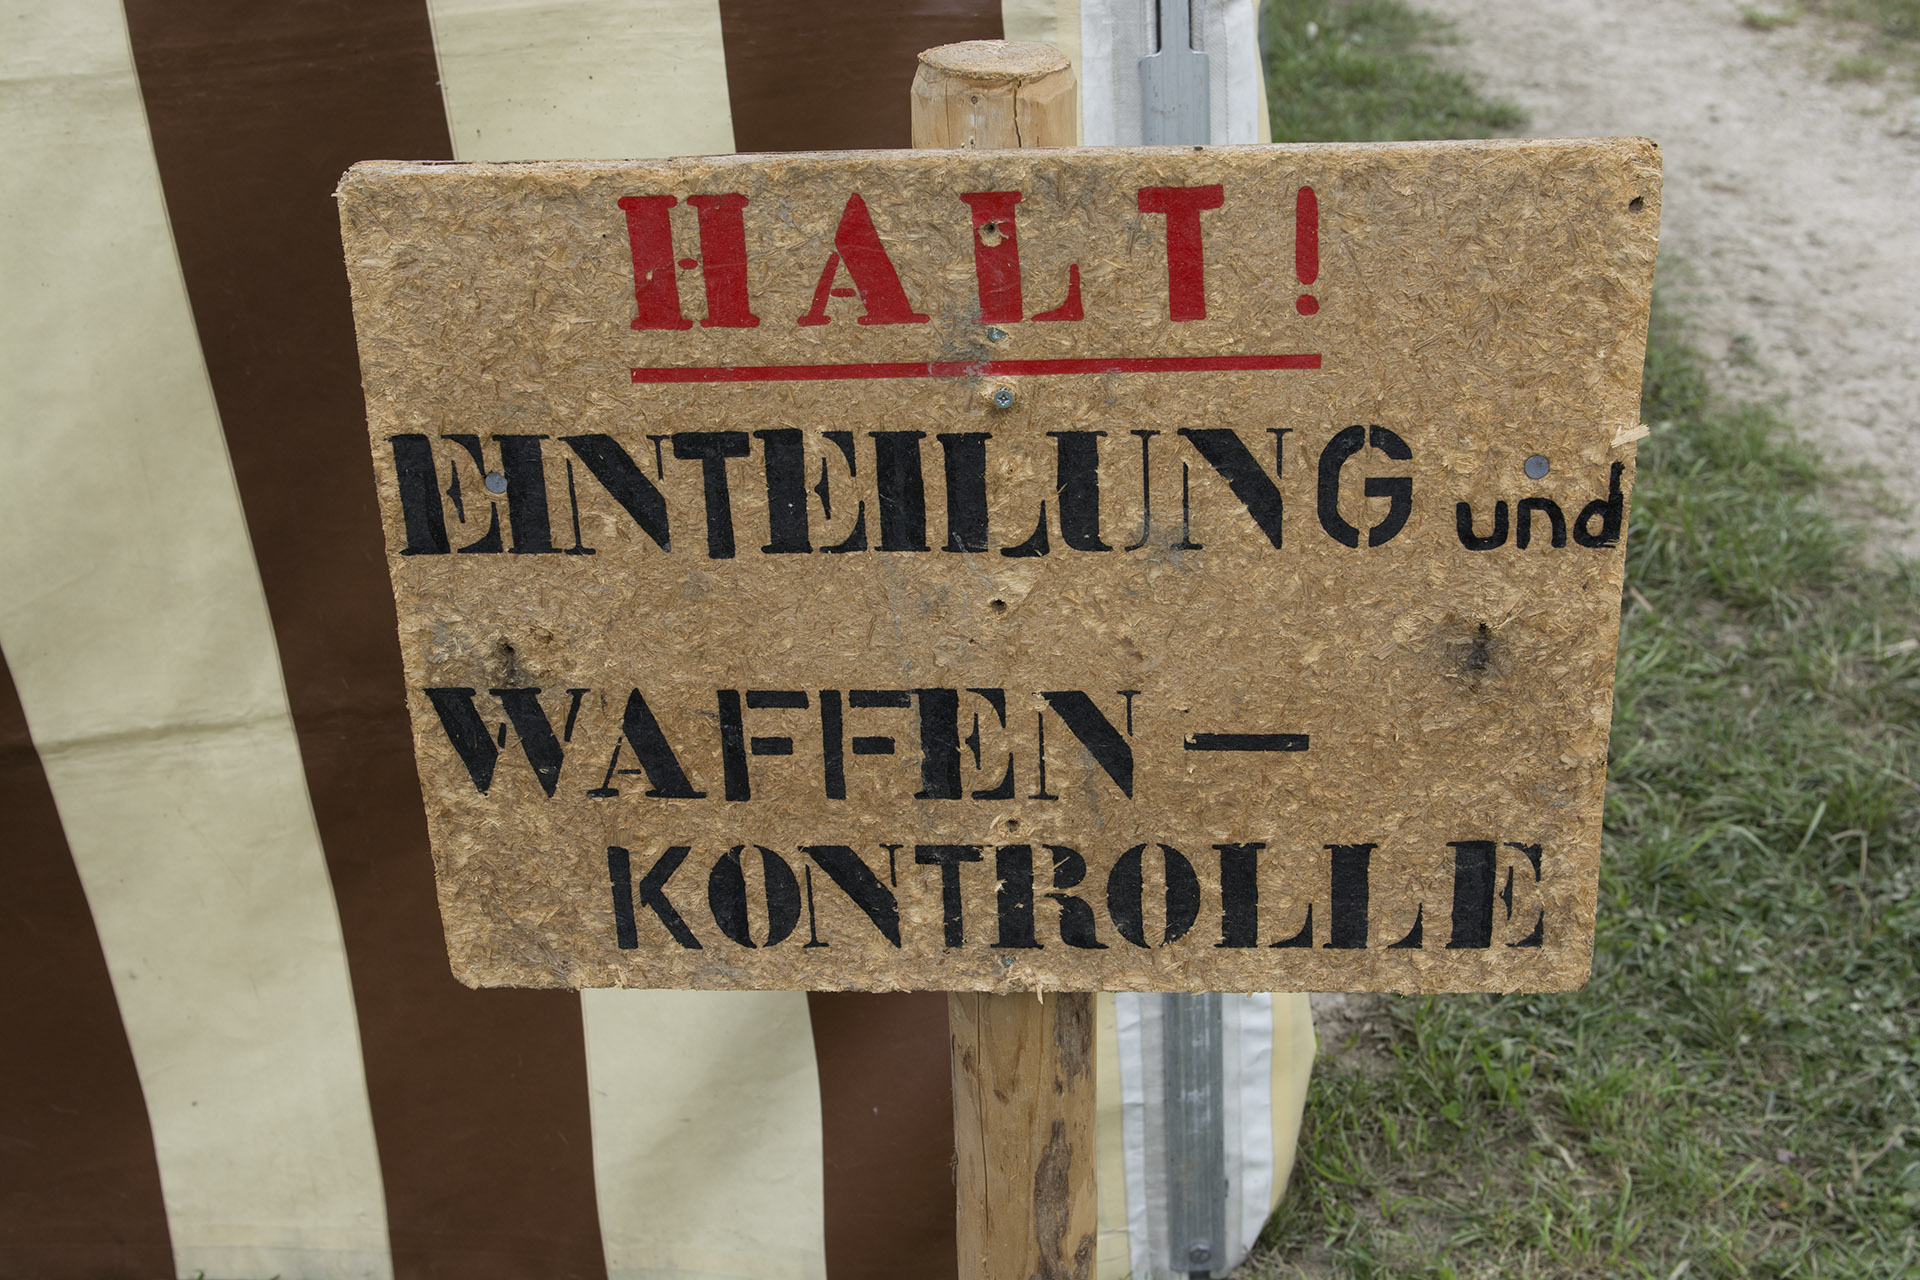 HALT!
EINTEILUNG und
WAFFEN-
KONTROLLE